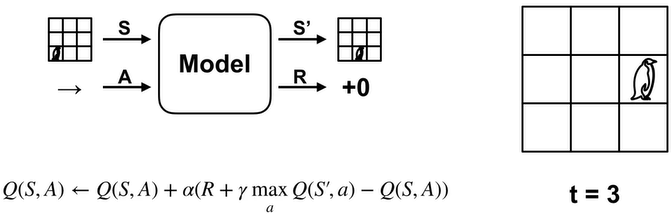 S
S'
Model
→
A
R
+0
Q(S, A) ← Q(S, A) + α(R + γ max Q(S', a) − Q(S, A))
a
t = 3